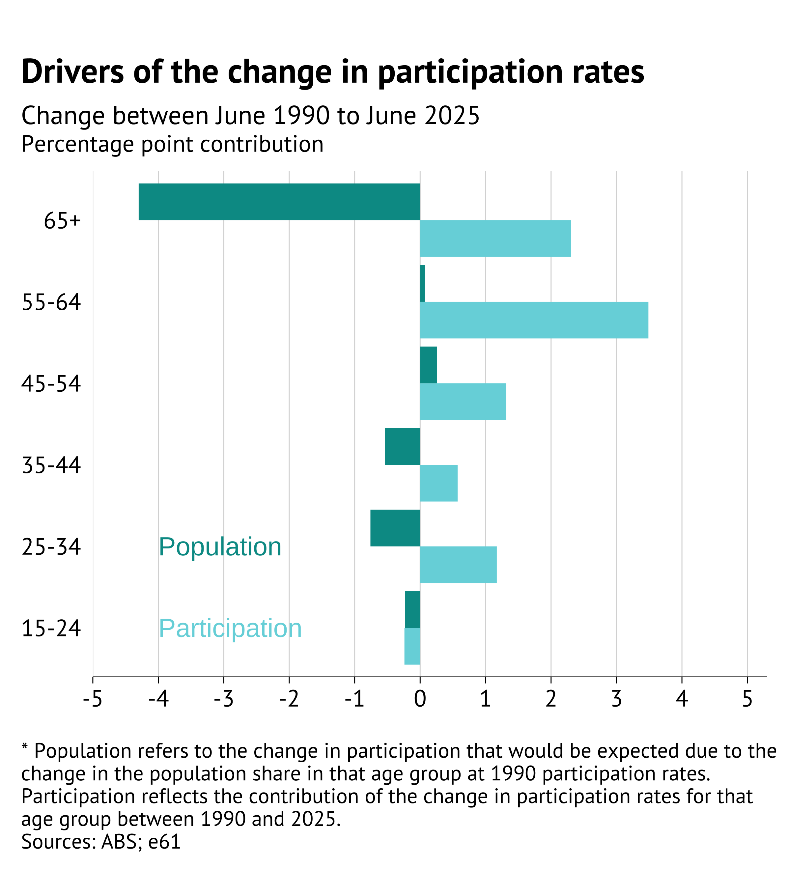 Drivers of the change in participation rates
Change between June 1990 to June 2025
Percentage point contribution
65+
55-64
45-54
35-44
25-34
Population
15-24
Participation
-5 -4 -3 -2 -1 0 1 2 3 4 5
* Population refers to the change in participation that would be expected due to the
change in the population share in that age group at 1990 participation rates.
Participation reflects the contribution of the change in participation rates for that
age group between 1990 and 2025.
Sources: ABS; e61